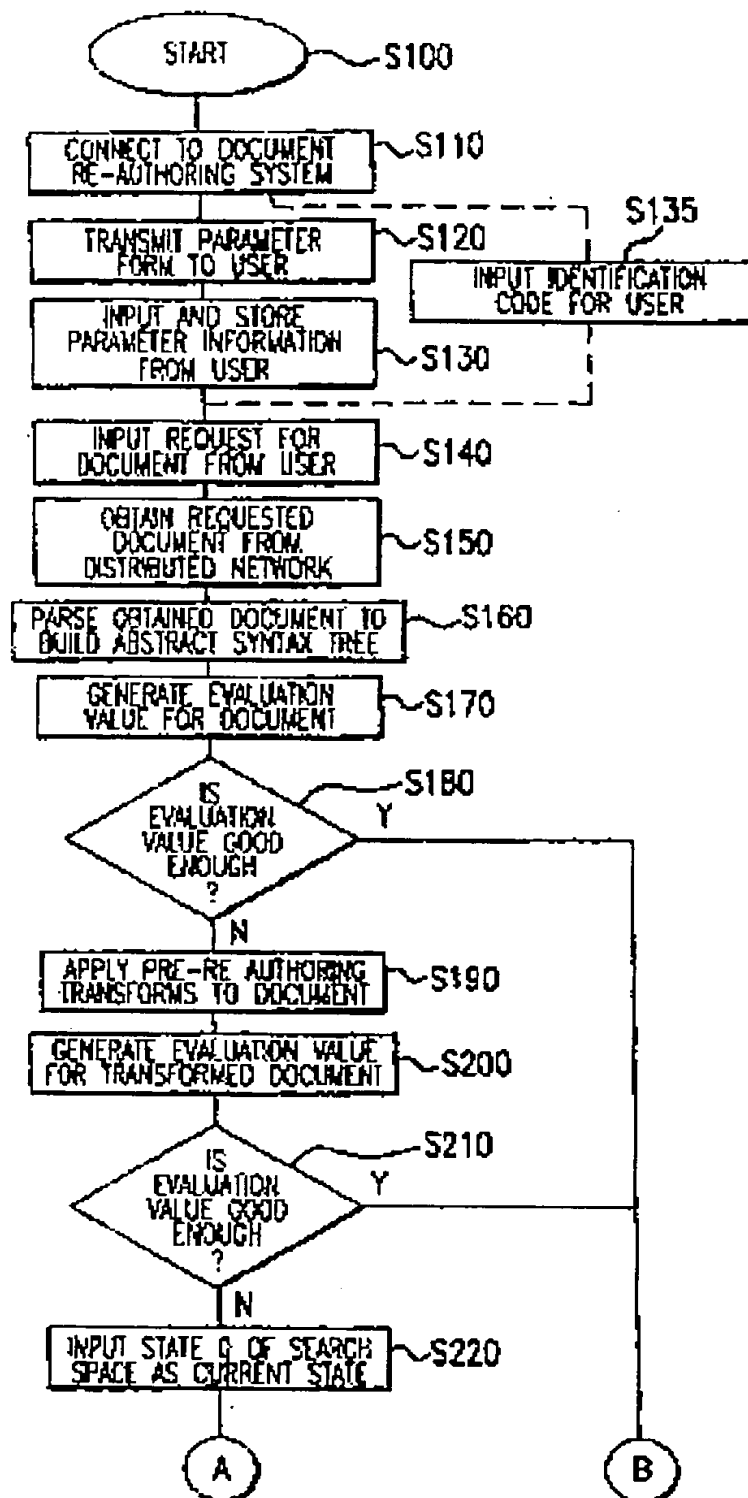 START
S100
CONNECT TO DOCUMENT
RE-AUTHORING SYSTEM
S110
TRANSMIT PARAMETER
FORM TO USER
S120
S135
INPUT IDENTIFICATION
CODE FOR USER
INPUT AND STORE
PARAMETER INFORMATION
FROM USER
S130
INPUT REQUEST FOR
DOCUMENT FROM USER
S140
OBTAIN REQUESTED
DOCUMENT FROM
DISTRIBUTED NETWORK
S150
PARSE OBTAINED DOCUMENT TO
BUILD ABSTRACT SYNTAX TREE
S160
GENERATE EVALUATION
VALUE FOR DOCUMENT
S170
S180
IS
EVALUATION
VALUE GOOD
ENOUGH
?
Y
N
APPLY PRE-RE AUTHORING
TRANSFORMS TO DOCUMENT
S190
GENERATE EVALUATION VALUE
FOR TRANSFORMED DOCUMENT
S200
S210
IS
EVALUATION
VALUE GOOD
ENOUGH
?
Y
N
INPUT STATE 0 OF SEARCH
SPACE AS CURRENT STATE
S220
A
B